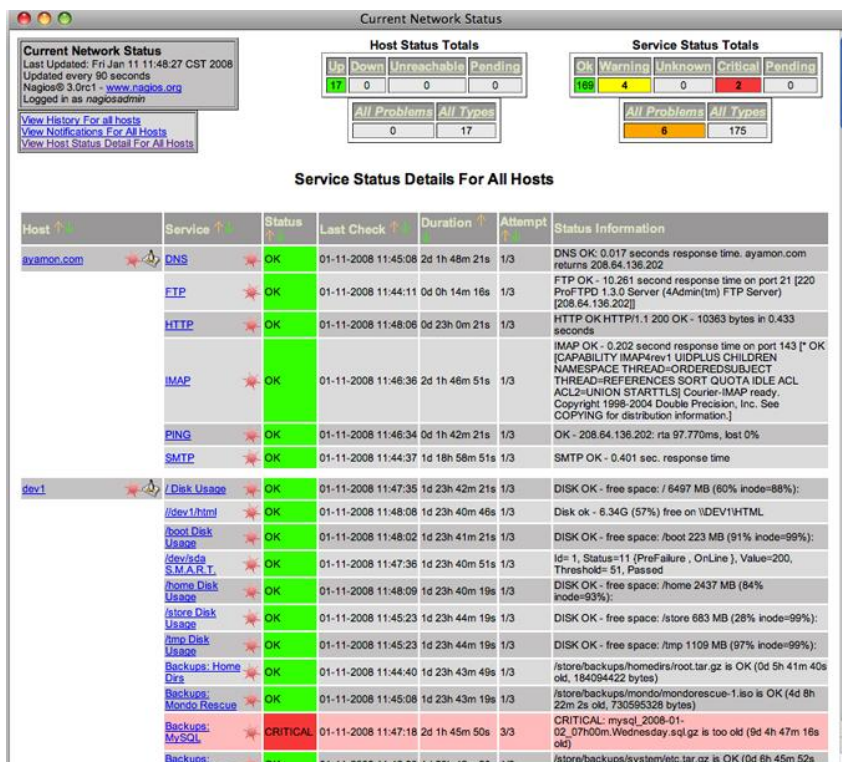 Current Network Status
Current Network Status
Last Updated: Fri Jan 11 11:48:27 CST 2008
Updated every 90 seconds
Nagios® 3.0rc1 - www.nagios.org
Logged in as nagiosadmin
View History For all hosts
View Notifications For All Hosts
View Host Status Detail For All Hosts
Host Status Totals
Up Down Unreachable Pending
17 0 0 0
All Problems All Types
0 17
Service Status Totals
Ok Warning Unknown Critical Pending
169 4 0 2 0
All Problems All Types
6 175
Service Status Details For All Hosts
Host Service Status Last Check Duration Attempt Status Information
ayamon.com DNS OK 01-11-2008 11:45:08 2d 1h 48m 21s 1/3 DNS OK: 0.017 seconds response time. ayamon.com
returns 208.64.136.202
FTP OK 01-11-2008 11:44:11 0d 0h 14m 16s 1/3 FTP OK - 10.261 second response time on port 21 [220
ProFTPD 1.3.0 Server (4Admin(tm) FTP Server)
[208.64.136.202]]
HTTP OK 01-11-2008 11:48:06 0d 23h 0m 21s 1/3 HTTP OK HTTP/1.1 200 OK - 10363 bytes in 0.433
seconds
IMAP OK 01-11-2008 11:46:36 2d 1h 46m 51s 1/3 IMAP OK - 0.202 second response time on port 143 [* OK
[CAPABILITY IMAP4rev1 UIDPLUS CHILDREN
NAMESPACE THREAD=ORDEREDSUBJECT
THREAD=REFERENCES SORT QUOTA IDLE ACL
ACL2=UNION STARTTLS] Courier-IMAP ready.
Copyright 1998-2004 Double Precision, Inc. See
COPYING for distribution information.]
PING OK 01-11-2008 11:46:34 0d 1h 42m 21s 1/3 OK - 208.64.136.202: rta 97.770ms, lost 0%
SMTP OK 01-11-2008 11:44:37 1d 18h 58m 51s 1/3 SMTP OK - 0.401 sec. response time
dev1 / Disk Usage OK 01-11-2008 11:47:35 1d 23h 42m 21s 1/3 DISK OK - free space: / 6497 MB (60% inode=88%):
//dev1/html OK 01-11-2008 11:48:08 1d 23h 40m 46s 1/3 Disk ok - 6.34G (57%) free on \\DEV1\HTML
/boot Disk
Usage OK 01-11-2008 11:48:02 1d 23h 41m 21s 1/3 DISK OK - free space: /boot 223 MB (91% inode=99%):
/dev/sda
S.M.A.R.T. OK 01-11-2008 11:47:36 1d 23h 40m 51s 1/3 Id= 1, Status=11 {PreFailure , OnLine }, Value=200,
Threshold= 51, Passed
/home Disk
Usage OK 01-11-2008 11:48:09 1d 23h 40m 19s 1/3 DISK OK - free space: /home 2437 MB (84%
inode=93%):
/store Disk
Usage OK 01-11-2008 11:45:23 1d 23h 44m 19s 1/3 DISK OK - free space: /store 683 MB (28% inode=99%):
/tmp Disk
Usage OK 01-11-2008 11:45:23 1d 23h 44m 19s 1/3 DISK OK - free space: /tmp 1109 MB (97% inode=99%):
Backups: Home
Dirs OK 01-11-2008 11:44:40 1d 23h 43m 49s 1/3 /store/backups/homedirs/root.tar.gz is OK (0d 5h 41m 40s
old, 184094422 bytes)
Backups:
Mondo Rescue OK 01-11-2008 11:45:08 1d 23h 43m 19s 1/3 /store/backups/mondo/mondorescue-1.iso is OK (4d 8h
22m 2s old, 730595328 bytes)
Backups:
MySQL CRITICAL 01-11-2008 11:47:18 2d 1h 45m 50s 3/3 CRITICAL: mysql_2008-01-
02_07h00m.Wednesday.sql.gz is too old (9d 4h 47m 16s
old)
Backups: /store/backups/system/etc.tar.gz is OK (0d 6h 45m 52s